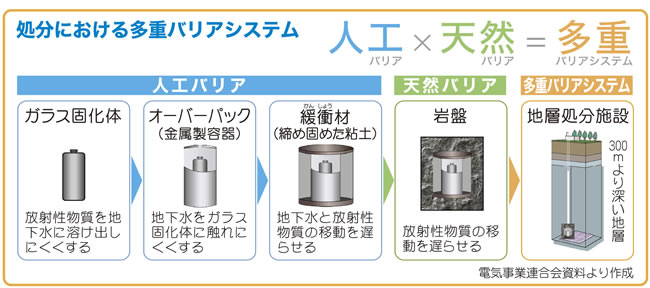 処分における多重バリアシステム
人工×天然=多重
バリア バリア バリアシステム
人工バリア
天然バリア
多重バリアシステム
ガラス固化体
放射性物質を地
下水に溶け出し
にくくする
オーバーパック
(金属製容器)
地下水をガラス
固化体に触れに
くくする
かん しょう
緩衝材
(締め固めた粘土)
地下水と放射性
物質の移動を遅
らせる
岩盤
放射性物質の移
動を遅らせる
地層処分施設
300mより深い地層
電気事業連合会資料より作成